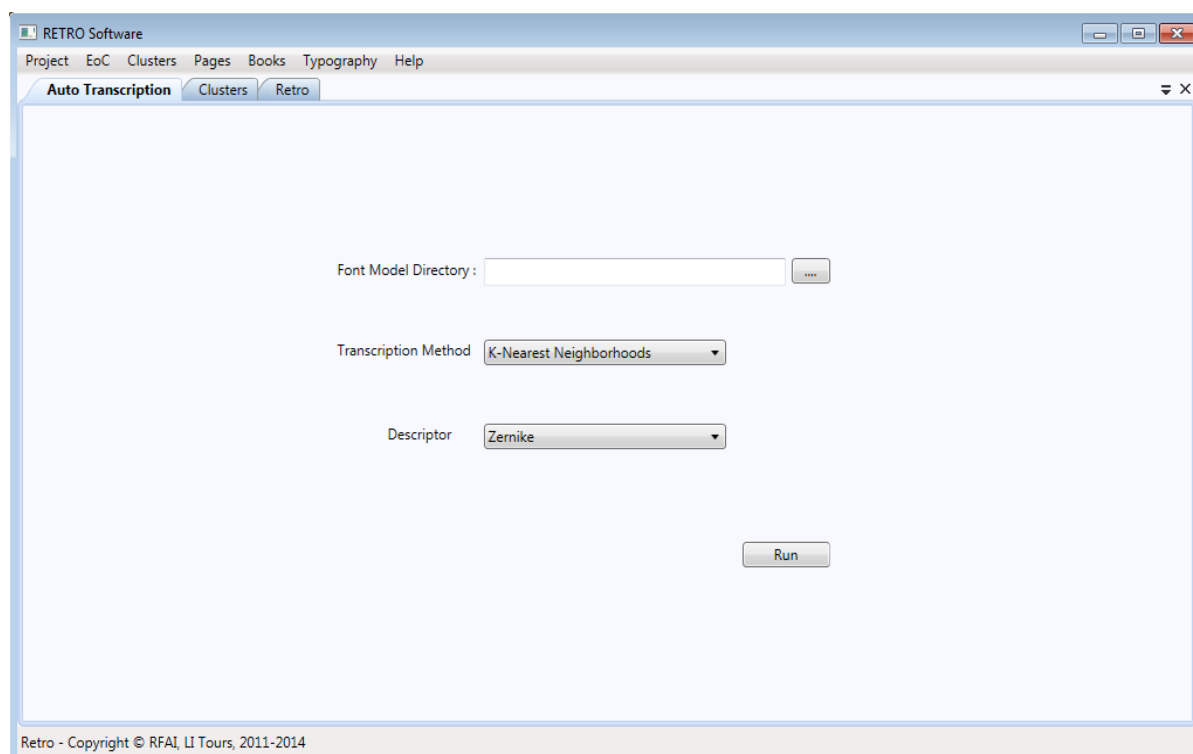 RETRO Software
Project EoC Clusters Pages Books Typography Help
Auto Transcription Clusters Retro
Font Model Directory : ....
Transcription Method K-Nearest Neighborhoods
Descriptor Zernike
Run
Retro - Copyright © RFAI, LI Tours, 2011-2014